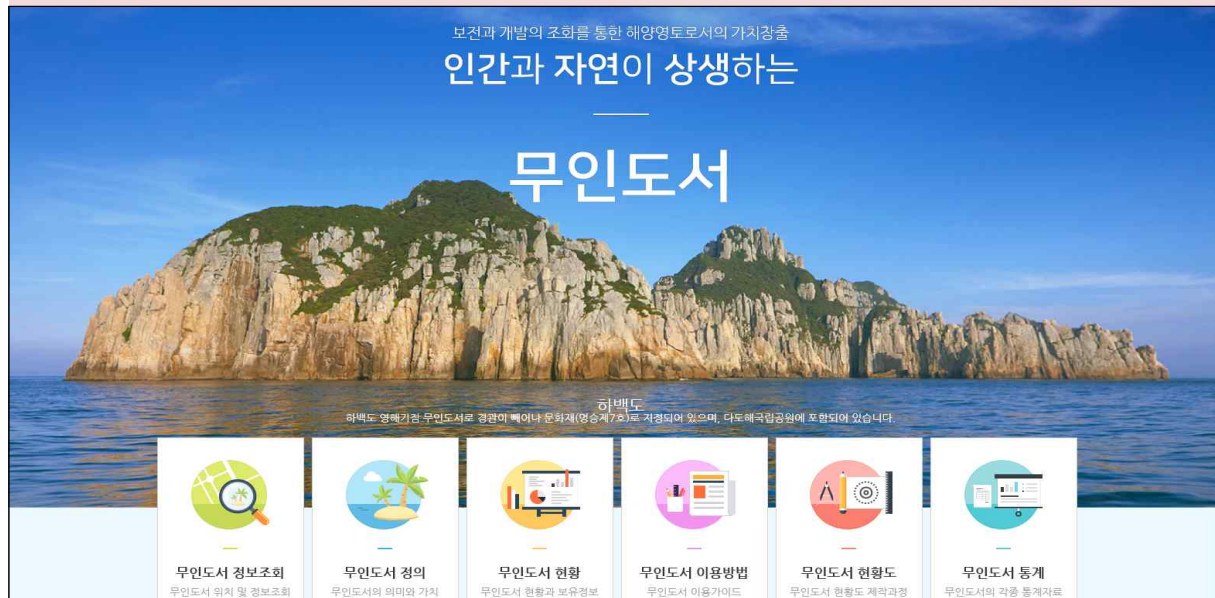 보전과 개발의 조화를 통한 해양영토로서의 가치창출
인간과 자연이 상생하는
무인도서
하백도
하백도 영해기점 무인도서로 경관이 빼어나 문화재(명승제7호)로 지정되어 있으며, 다도해국립공원에 포함되어 있습니다.
무인도서 정보조회
무인도서 위치 및 정보조회
무인도서 정의
무인도서의 의미와 가치
무인도서 현황
무인도서 현황과 보유정보
무인도서 이용방법
무인도서 이용가이드
무인도서 현황도
무인도서 현황도 제작과정
무인도서 통계
무인도서의 각종 통계자료